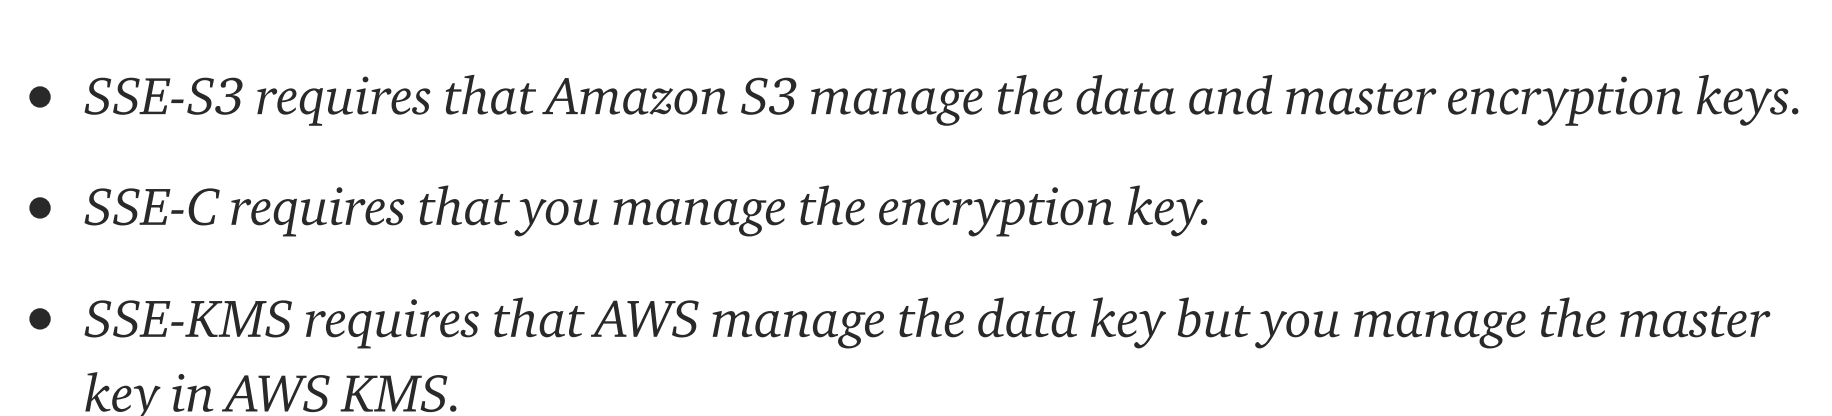 • SSE-S3 requires that Amazon S3 manage the data and master encryption keys.
• SSE-C requires that you manage the encryption key.
• SSE-KMS requires that AWS manage the data key but you manage the master
key in AWS KMS.